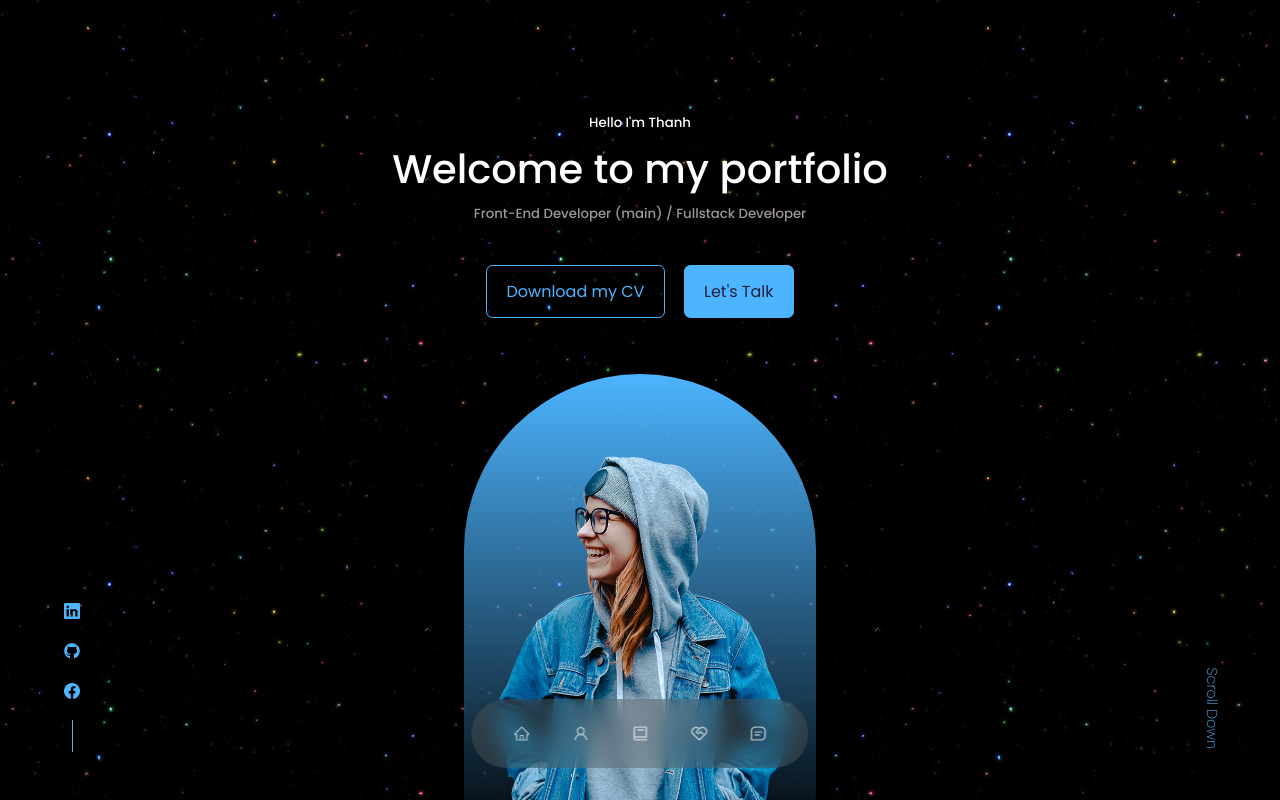 Hello I'm Thanh
Welcome to my portfolio
Front-End Developer (main) / Fullstack Developer
Download my CV
Let's Talk
Scroll Down